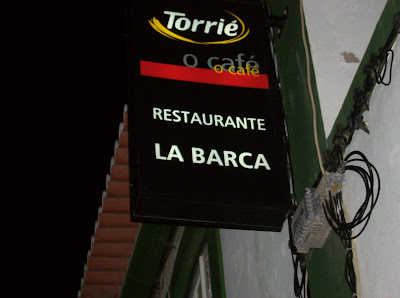 Torrié
o café
o café
RESTAURANTE
LA BARCA